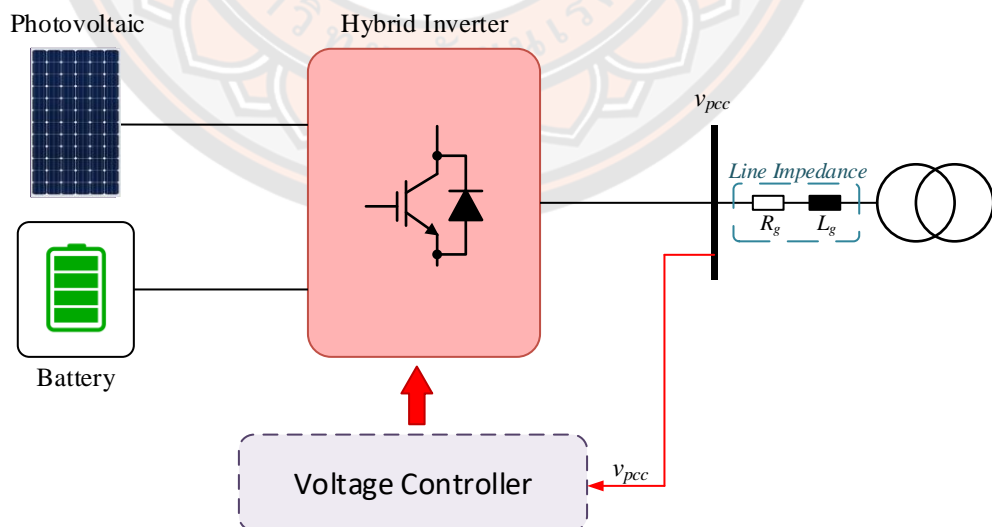 Photovoltaic
Hybrid Inverter
v_pcc
Line Impedance
R_g
L_g
Battery
Voltage Controller
v_pcc